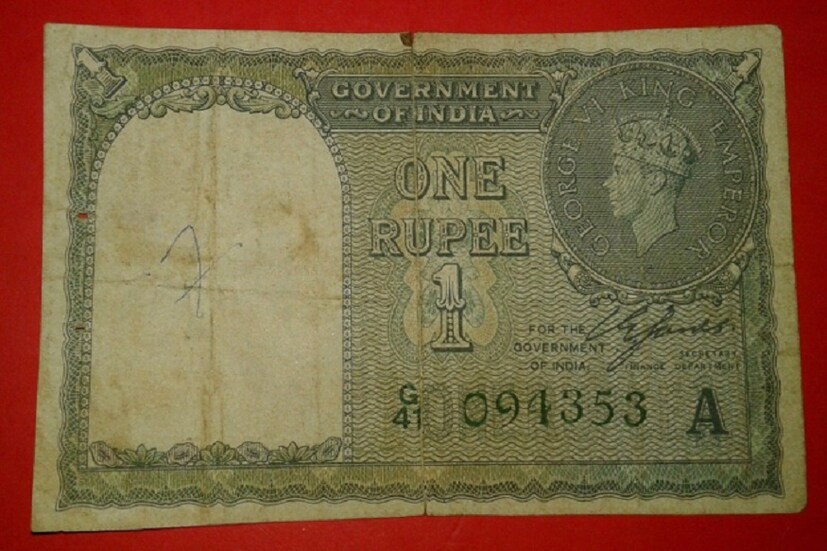 1
1
GOVERNMENT
OF INDIA
GEORGE VI KING EMPEROR
ONE
RUPEE
1
FOR THE
GOVERNMENT
OF INDIA
SECRETARY,
FINANCE DEPARTMENT
G/41 094353 A